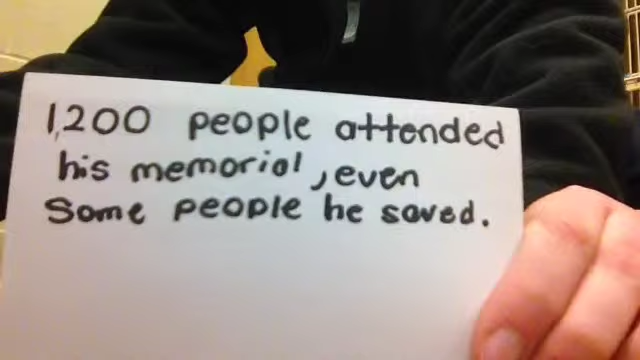 1,200 people attended
his memorial, even
Some people he saved.